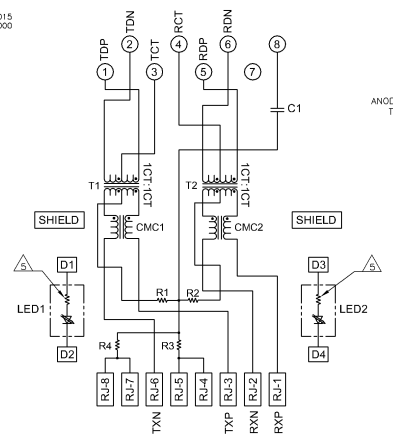 015
000
TDP
TDN
TCT
RCT
RDP
RDN
1
2
3
4
5
6
7
8
C1
ANOD
T
T1
1CT:1CT
T2
1CT:1CT
CMC1
CMC2
SHIELD
SHIELD
5
D1
LED1
D2
D3
5
LED2
D4
R1
R2
R4
R3
RJ-8
RJ-7
RJ-6
RJ-5
RJ-4
RJ-3
RJ-2
RJ-1
TXN
TXP
RXN
RXP